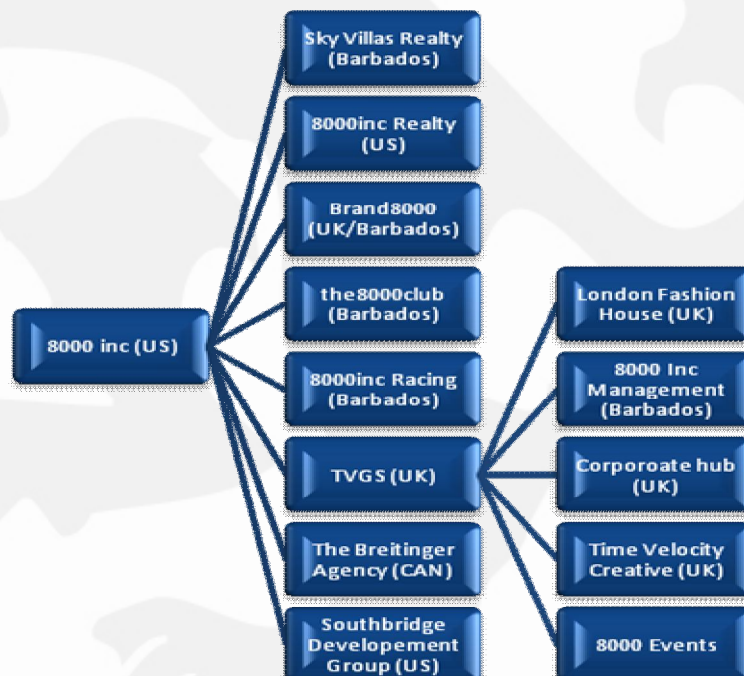 Sky Villas Realty
(Barbados)
8000inc Realty
(US)
Brand8000
(UK/Barbados)
the8000club
(Barbados)
8000inc Racing
(Barbados)
8000 inc (US)
TVGS (UK)
The Breitinger
Agency (CAN)
Southbridge
Developement
Group (US)
London Fashion
House (UK)
8000 Inc
Management
(Barbados)
Corporoate hub
(UK)
Time Velocity
Creative (UK)
8000 Events